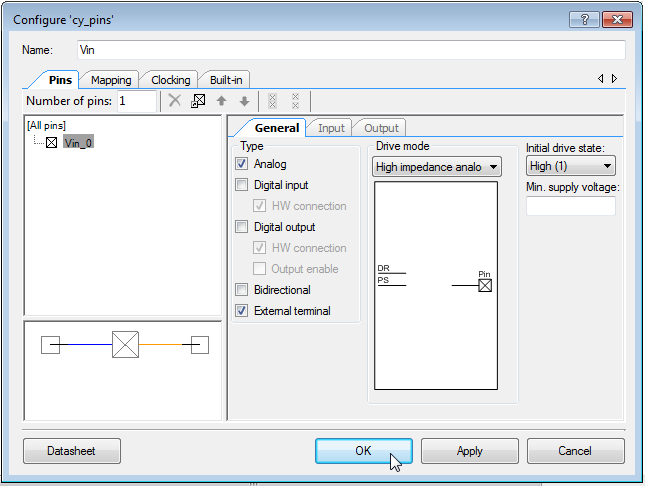 Configure 'cy_pins'
Name: Vin
Pins Mapping Clocking Built-in
Number of pins: 1
[All pins]
Vin_0
General Input Output
Type
Analog
Digital input
HW connection
Digital output
HW connection
Output enable
Bidirectional
External terminal
Drive mode
High impedance analo
DR
PS
Pin
Initial drive state:
High (1)
Min. supply voltage:
Datasheet OK Apply Cancel